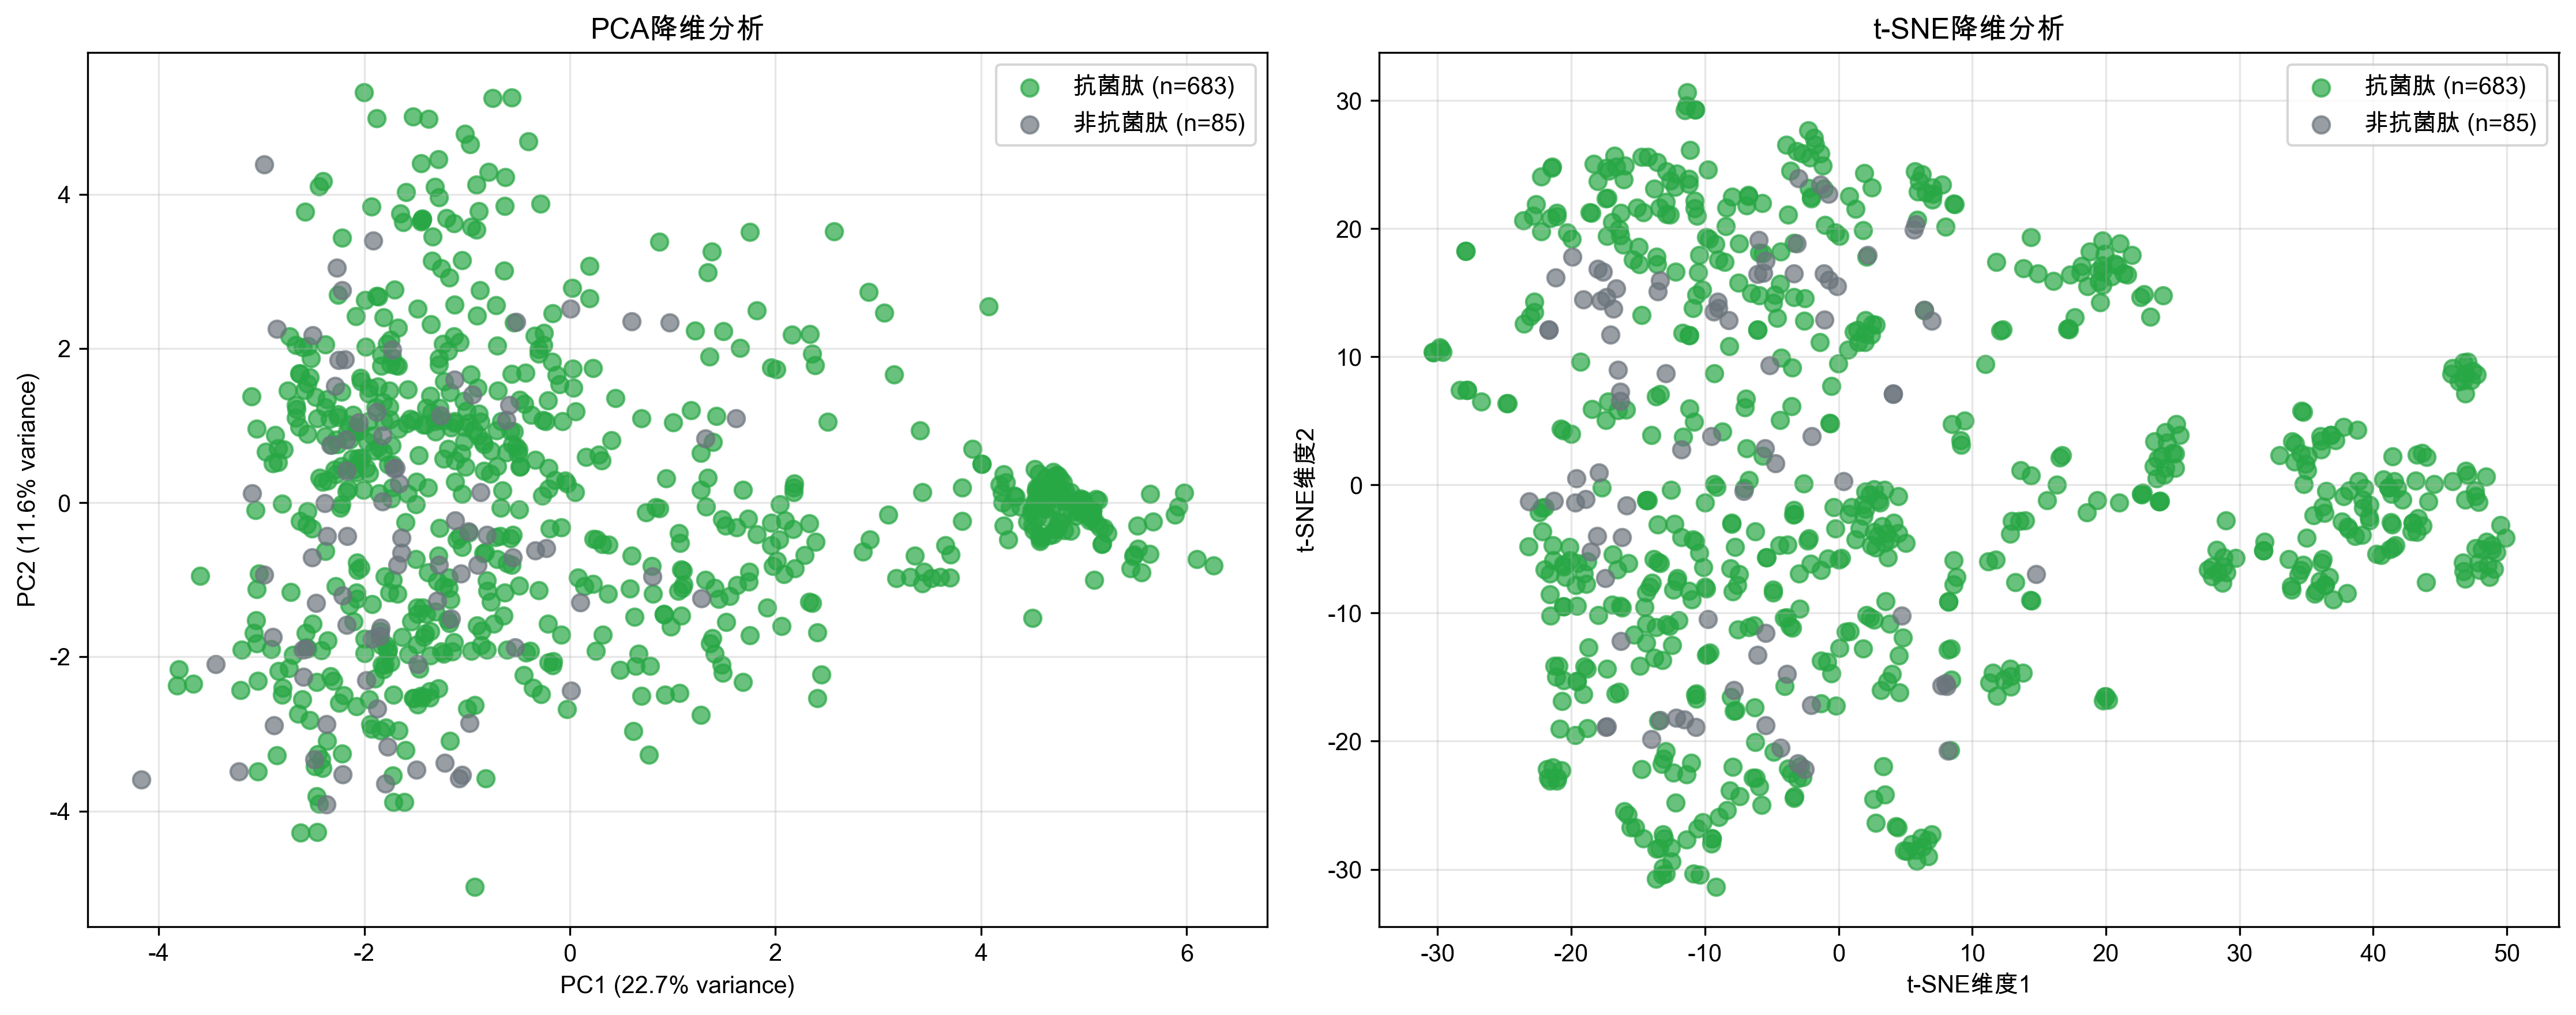 PCA降维分析
抗菌肽 (n=683)
非抗菌肽 (n=85)
PC2 (11.6% variance)
4
2
0
-2
-4
-4 -2 0 2 4 6
PC1 (22.7% variance)
t-SNE降维分析
抗菌肽 (n=683)
非抗菌肽 (n=85)
t-SNE维度2
30
20
10
0
-10
-20
-30
-30 -20 -10 0 10 20 30 40 50
t-SNE维度1